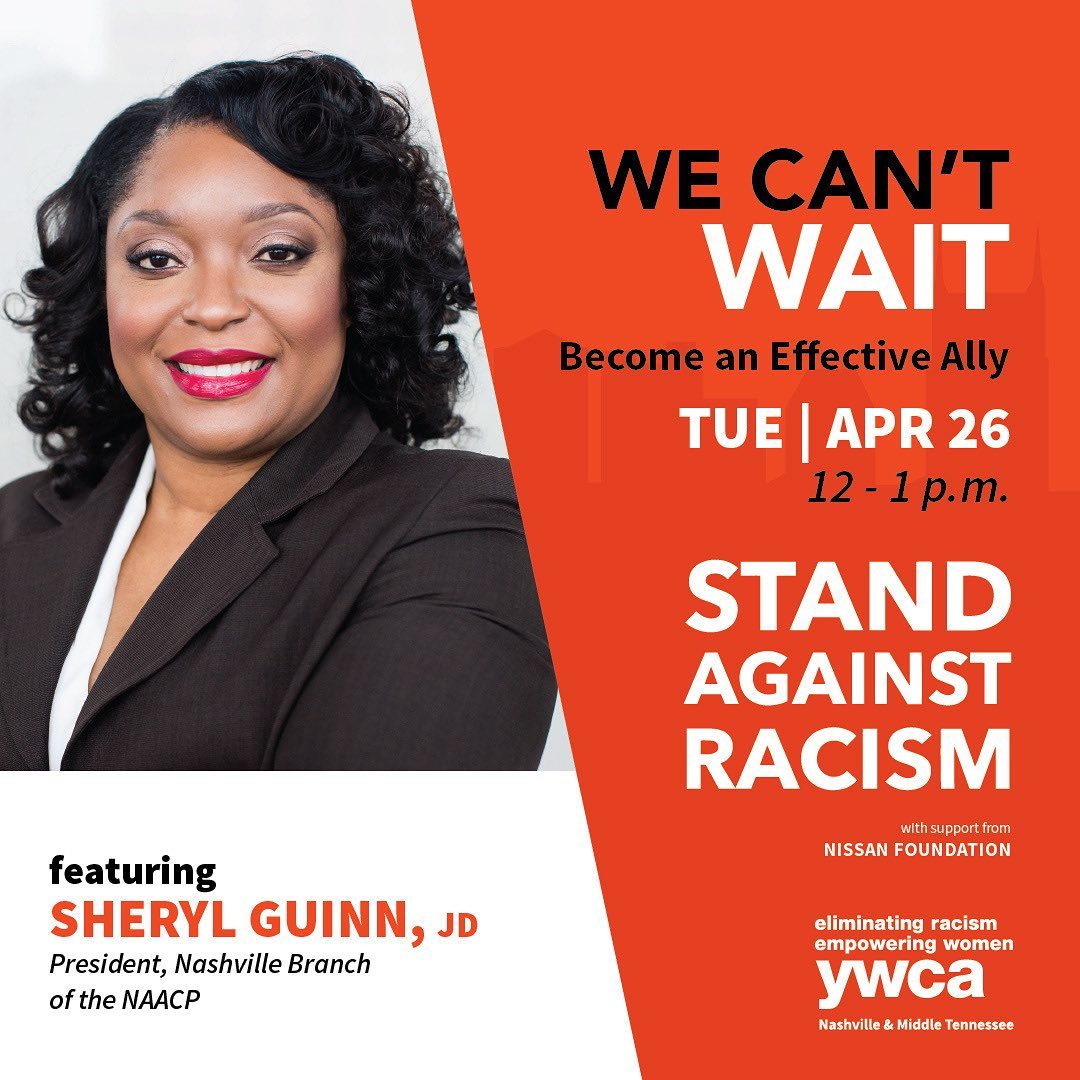 WE CAN'T
WAIT
Become an Effective Ally
TUE | APR 26
12 - 1 p.m.
STAND
AGAINST
RACISM
with support from
NISSAN FOUNDATION
featuring
SHERYL GUINN, JD
President, Nashville Branch
of the NAACP
eliminating racism
empowering women
ywca
Nashville & Middle Tennessee